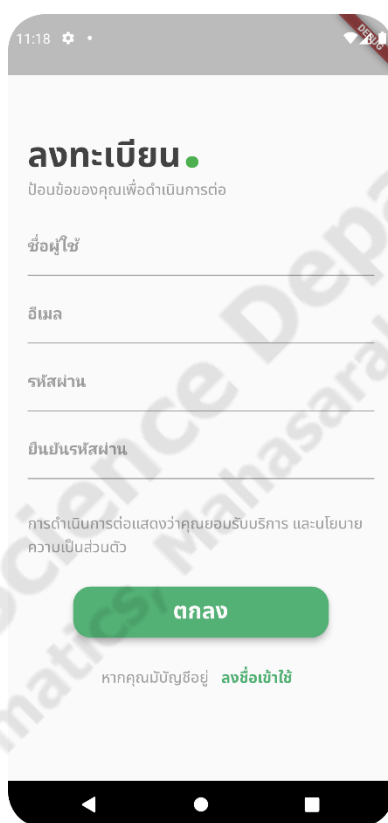 11:18
DEBUG
ลงทะเบียน
ป้อนข้อของคุณเพื่อดำเนินการต่อ
ชื่อผู้ใช้
อีเมล
รหัสผ่าน
ยืนยันรหัสผ่าน
การดำเนินการต่อแสดงว่าคุณยอมรับบริการ และนโยบาย
ความเป็นส่วนตัว
ตกลง
หากคุณมีบัญชีอยู่ ลงชื่อเข้าใช้
Science Depa
matics, Mahasaral